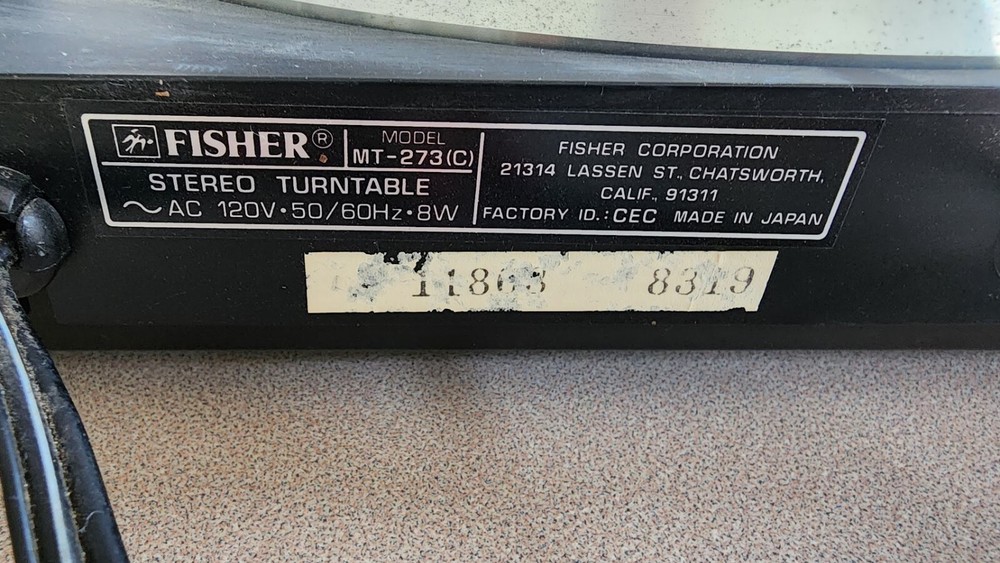 FISHER®
MODEL
MT-273(C)
STEREO TURNTABLE
~AC 120V·50/60Hz·8W
FISHER CORPORATION
21314 LASSEN ST., CHATSWORTH,
CALIF., 91311
FACTORY ID.: CEC MADE IN JAPAN
8319